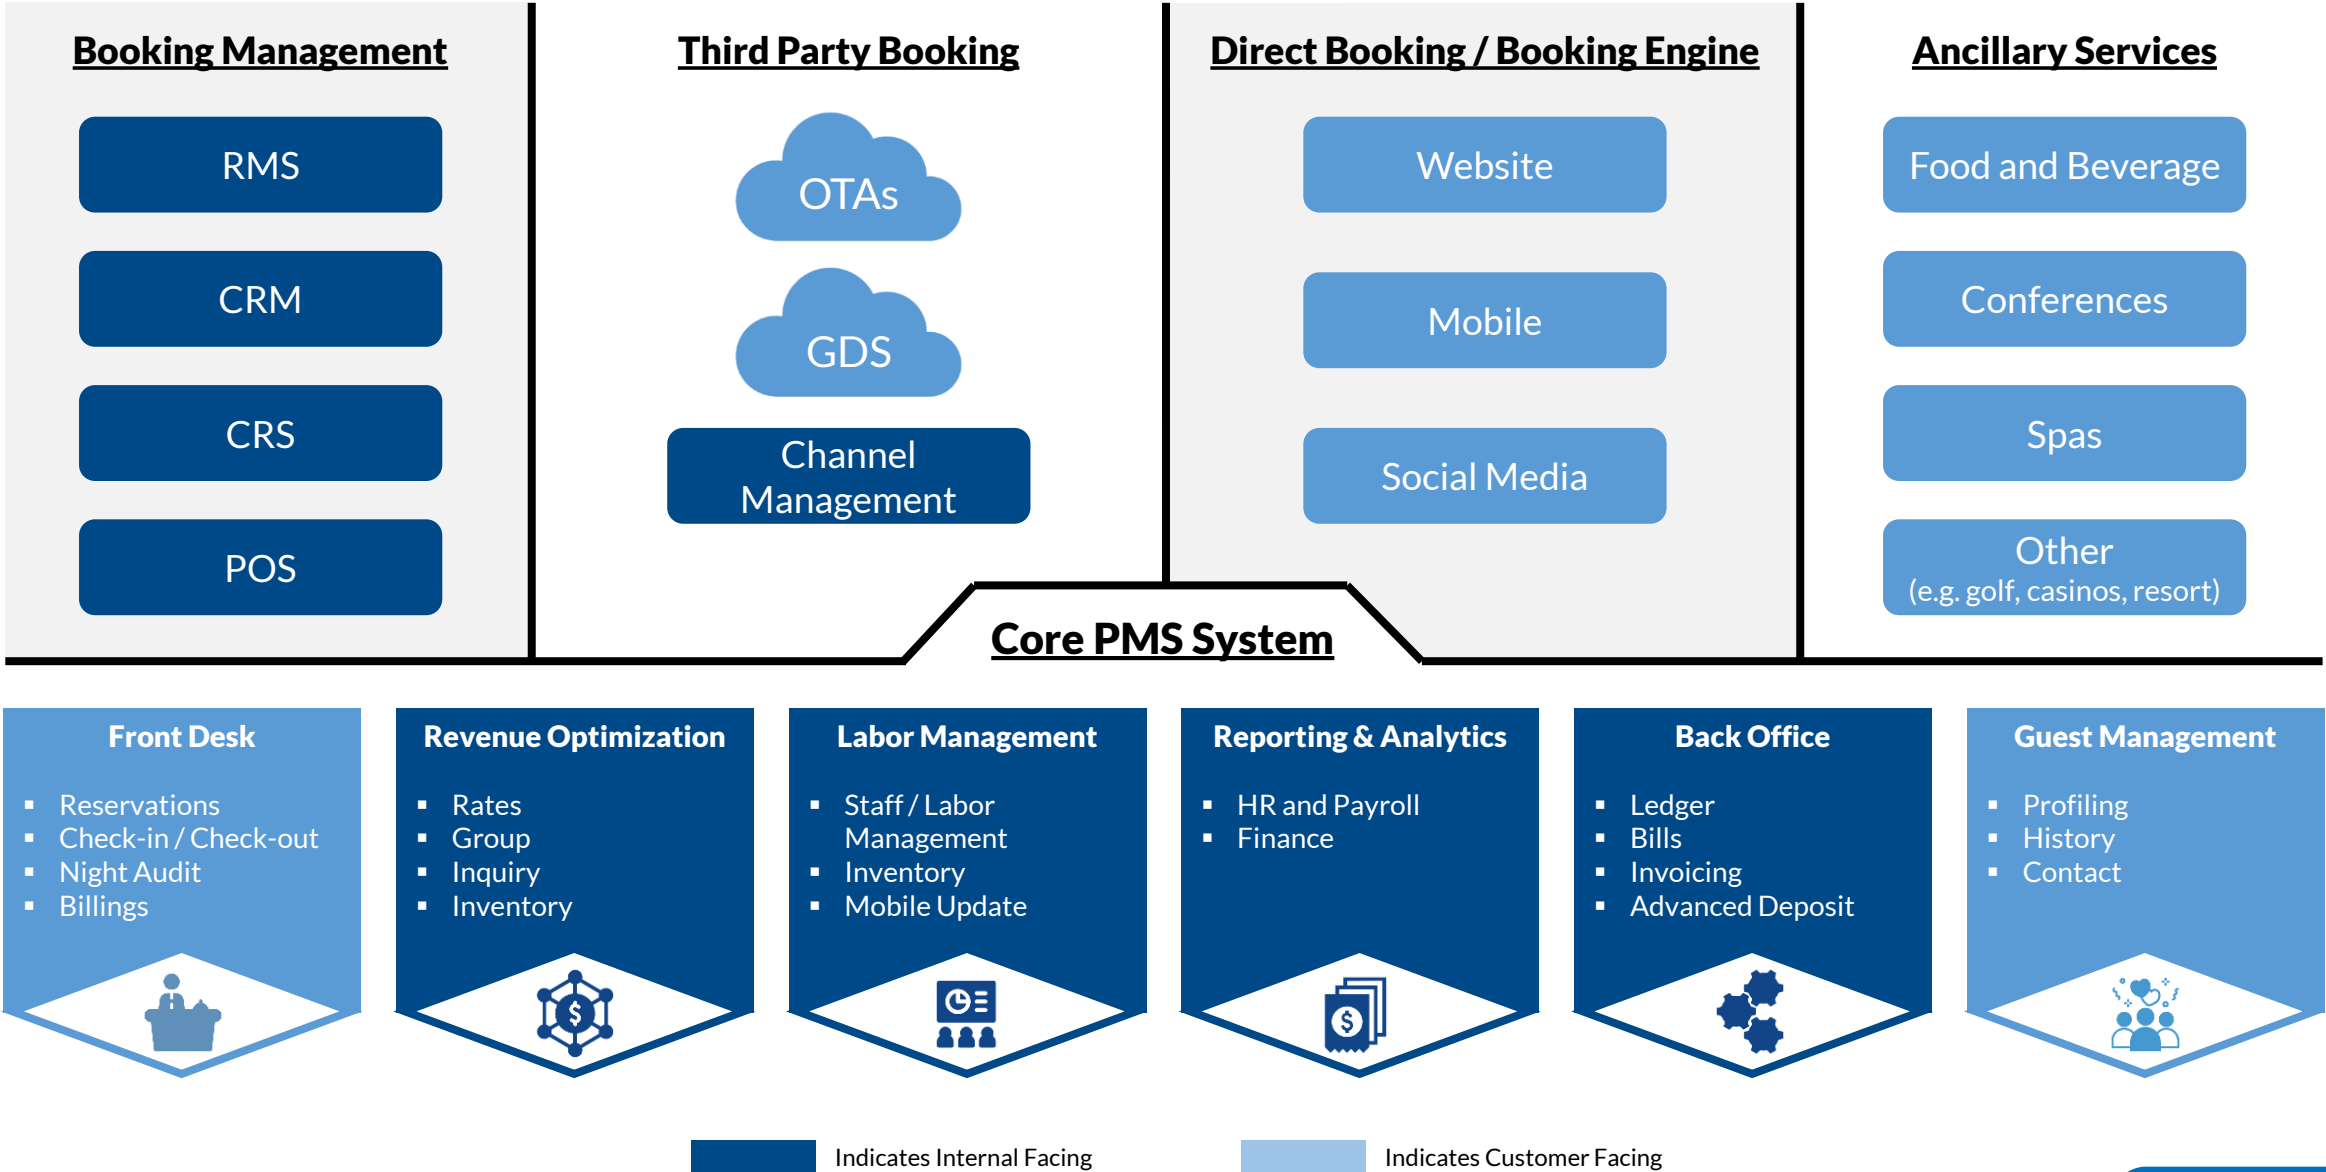 Booking Management
RMS
CRM
CRS
POS
Third Party Booking
OTAs
GDS
Channel
Management
Direct Booking / Booking Engine
Website
Mobile
Social Media
Ancillary Services
Food and Beverage
Conferences
Spas
Other
(e.g. golf, casinos, resort)
Core PMS System
Front Desk
▪ Reservations
▪ Check-in / Check-out
▪ Night Audit
▪ Billings
Revenue Optimization
▪ Rates
▪ Group
▪ Inquiry
▪ Inventory
$
Labor Management
▪ Staff / Labor
Management
▪ Inventory
▪ Mobile Update
Reporting & Analytics
▪ HR and Payroll
▪ Finance
$
Back Office
▪ Ledger
▪ Bills
▪ Invoicing
▪ Advanced Deposit
Guest Management
▪ Profiling
▪ History
▪ Contact
Indicates Internal Facing
Indicates Customer Facing